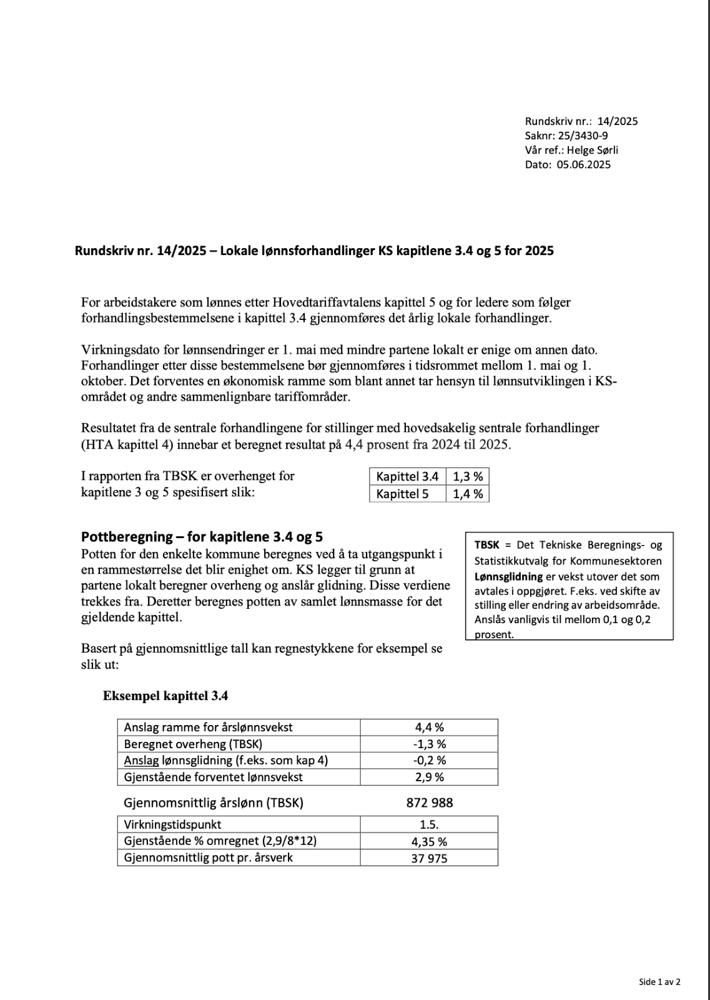 Rundskriv nr.: 14/2025
Saknr: 25/3430-9
Vår ref.: Helge Sørli
Dato: 05.06.2025
Rundskriv nr. 14/2025 – Lokale lønnsforhandlinger KS kapitlene 3.4 og 5 for 2025
For arbeidstakere som lønnes etter Hovedtariffavtalens kapittel 5 og for ledere som følger
forhandlingsbestemmelsene i kapittel 3.4 gjennomføres det årlig lokale forhandlinger.
Virkningsdato for lønnsendringer er 1. mai med mindre partene lokalt er enige om annen dato.
Forhandlinger etter disse bestemmelsene bør gjennomføres i tidsrommet mellom 1. mai og 1.
oktober. Det forventes en økonomisk ramme som blant annet tar hensyn til lønnsutviklingen i KS-
området og andre sammenlignbare tariffområder.
Resultatet fra de sentrale forhandlingene for stillinger med hovedsakelig sentrale forhandlinger
(HTA kapittel 4) innebar et beregnet resultat på 4,4 prosent fra 2024 til 2025.
I rapporten fra TBSK er overhenget for
kapitlene 3 og 5 spesifisert slik:
Kapittel 3.4 1,3 %
Kapittel 5 1,4 %
Pottberegning – for kapitlene 3.4 og 5
Potten for den enkelte kommune beregnes ved å ta utgangspunkt i
en rammestørrelse det blir enighet om. KS legger til grunn at
partene lokalt beregner overheng og anslår glidning. Disse verdiene
trekkes fra. Deretter beregnes potten av samlet lønnsmasse for det
gjeldende kapittel.
TBSK = Det Tekniske Beregnings- og
Statistikkutvalg for Kommunesektoren
Lønnsglidning er vekst utover det som
avtales i oppgjøret. F.eks. ved skifte av
stilling eller endring av arbeidsområde.
Anslås vanligvis til mellom 0,1 og 0,2
prosent.
Basert på gjennomsnittlige tall kan regnestykkene for eksempel se
slik ut:
Eksempel kapittel 3.4
Anslag ramme for årslønnsvekst 4,4 %
Beregnet overheng (TBSK) -1,3 %
Anslag lønnsglidning (f.eks. som kap 4) -0,2 %
Gjenstående forventet lønnsvekst 2,9 %
Gjennomsnittlig årslønn (TBSK) 872 988
Virkningstidspunkt 1.5.
Gjenstående % omregnet (2,9/8*12) 4,35 %
Gjennomsnittlig pott pr. årsverk 37 975
Side 1 av 2